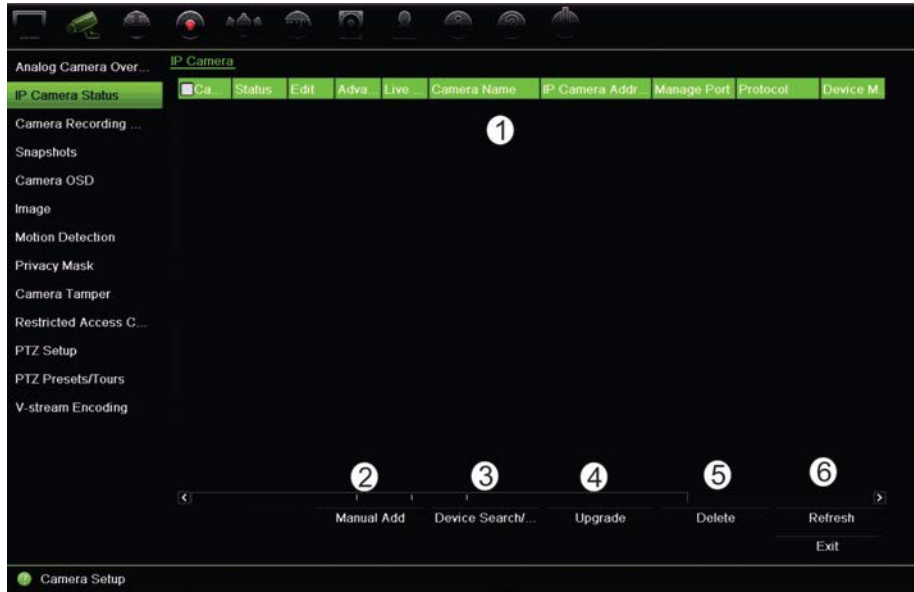 IP Camera
Analog Camera Over...
IP Camera Status
Ca... Status Edit Adva... Live ... Camera Name IP Camera Addr... Manage Port Protocol Device M...
Camera Recording ...
1
Snapshots
Camera OSD
Image
Motion Detection
Privacy Mask
Camera Tamper
Restricted Access C...
PTZ Setup
PTZ Presets/Tours
V-stream Encoding
2 3 4 5 6
Manual Add Device Search/... Upgrade Delete Refresh
Exit
Camera Setup